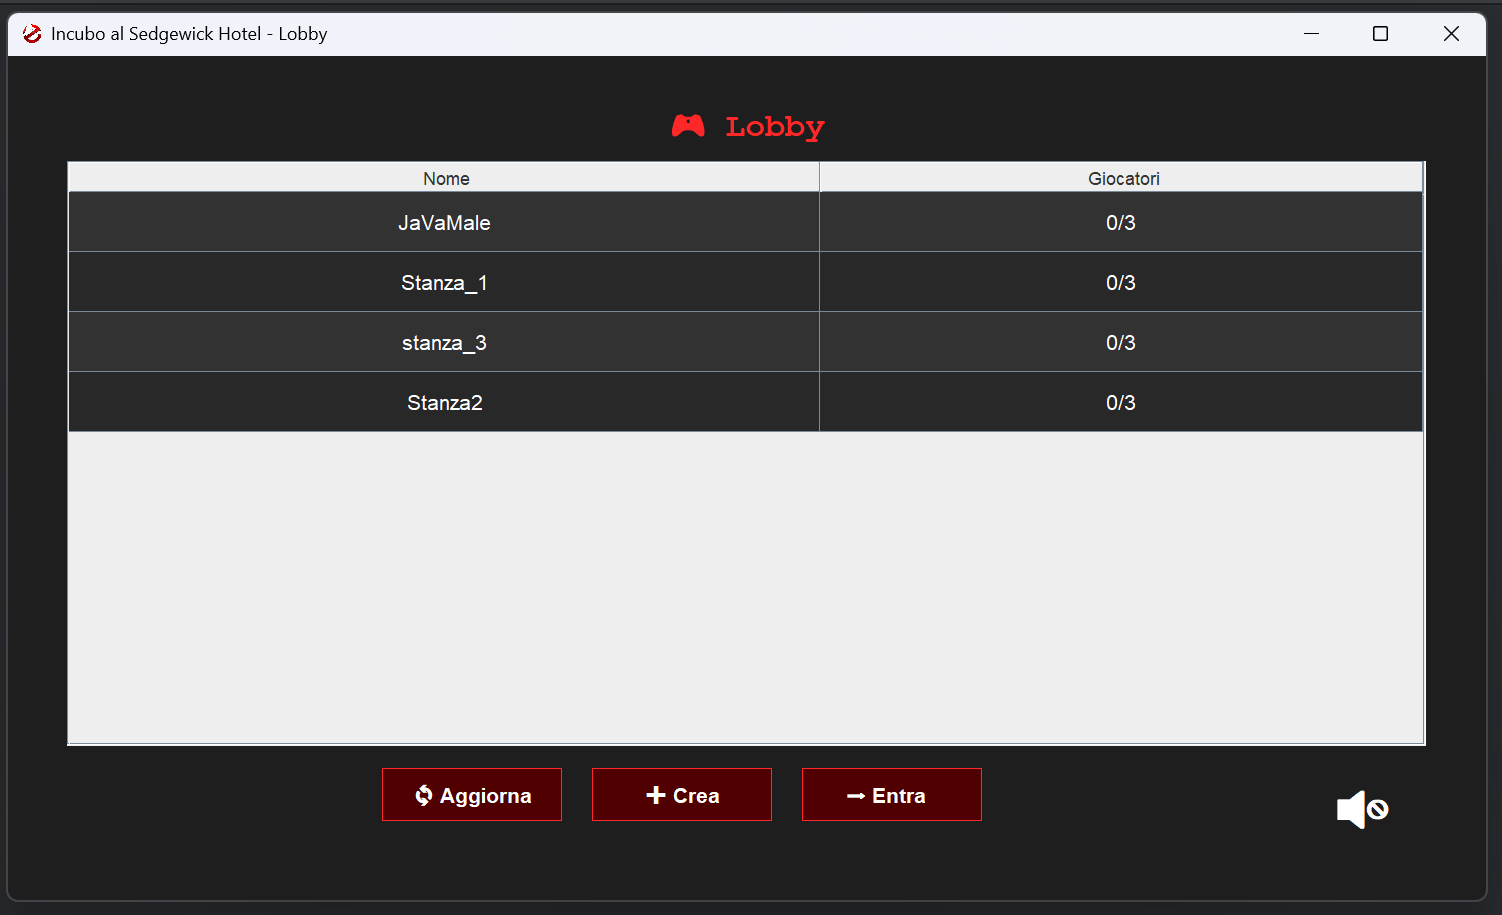 Incubo al Sedgewick Hotel - Lobby
Lobby
Nome Giocatori
JaVaMale 0/3
Stanza_1 0/3
stanza_3 0/3
Stanza2 0/3
Aggiorna Crea Entra